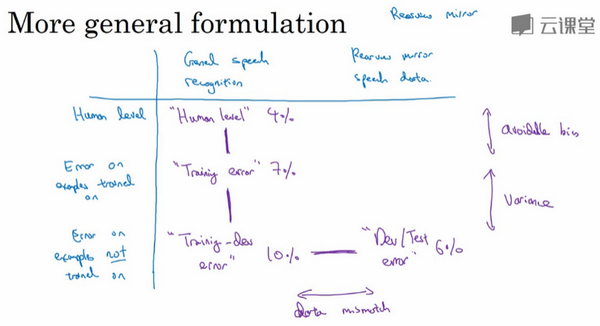 More general formulation
Rearview mirror
云课堂
General speech
recognition
Rearview mirror
speech data
Human level
"Human level" 4%
avoidable bias
Error on
examples trained
on
"Training error" 7%
Variance
Error on
examples not
trained on
"Training-dev
error" 10%
"Dev/Test
error" 6%
data mismatch